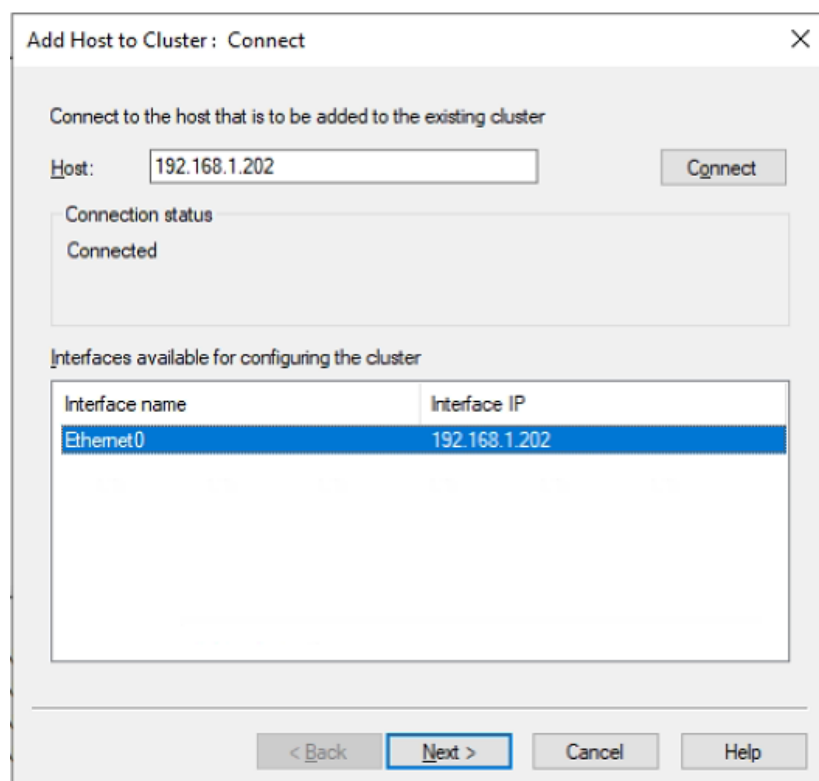 Add Host to Cluster : Connect
Connect to the host that is to be added to the existing cluster
Host: 192.168.1.202 Connect
Connection status
Connected
Interfaces available for configuring the cluster
Interface name Interface IP
Ethernet0 192.168.1.202
< Back Next > Cancel Help